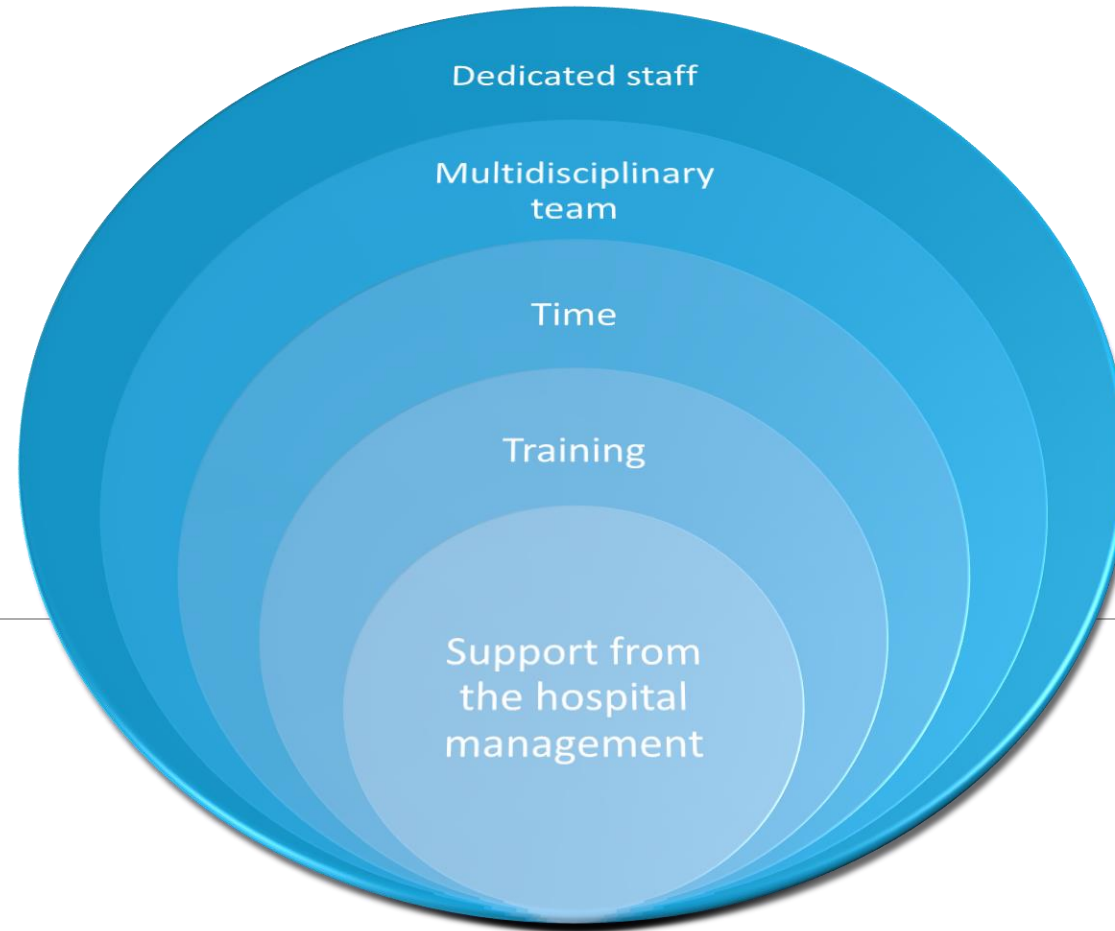 Dedicated staff
Multidisciplinary
team
Time
Training
Support from
the hospital
management